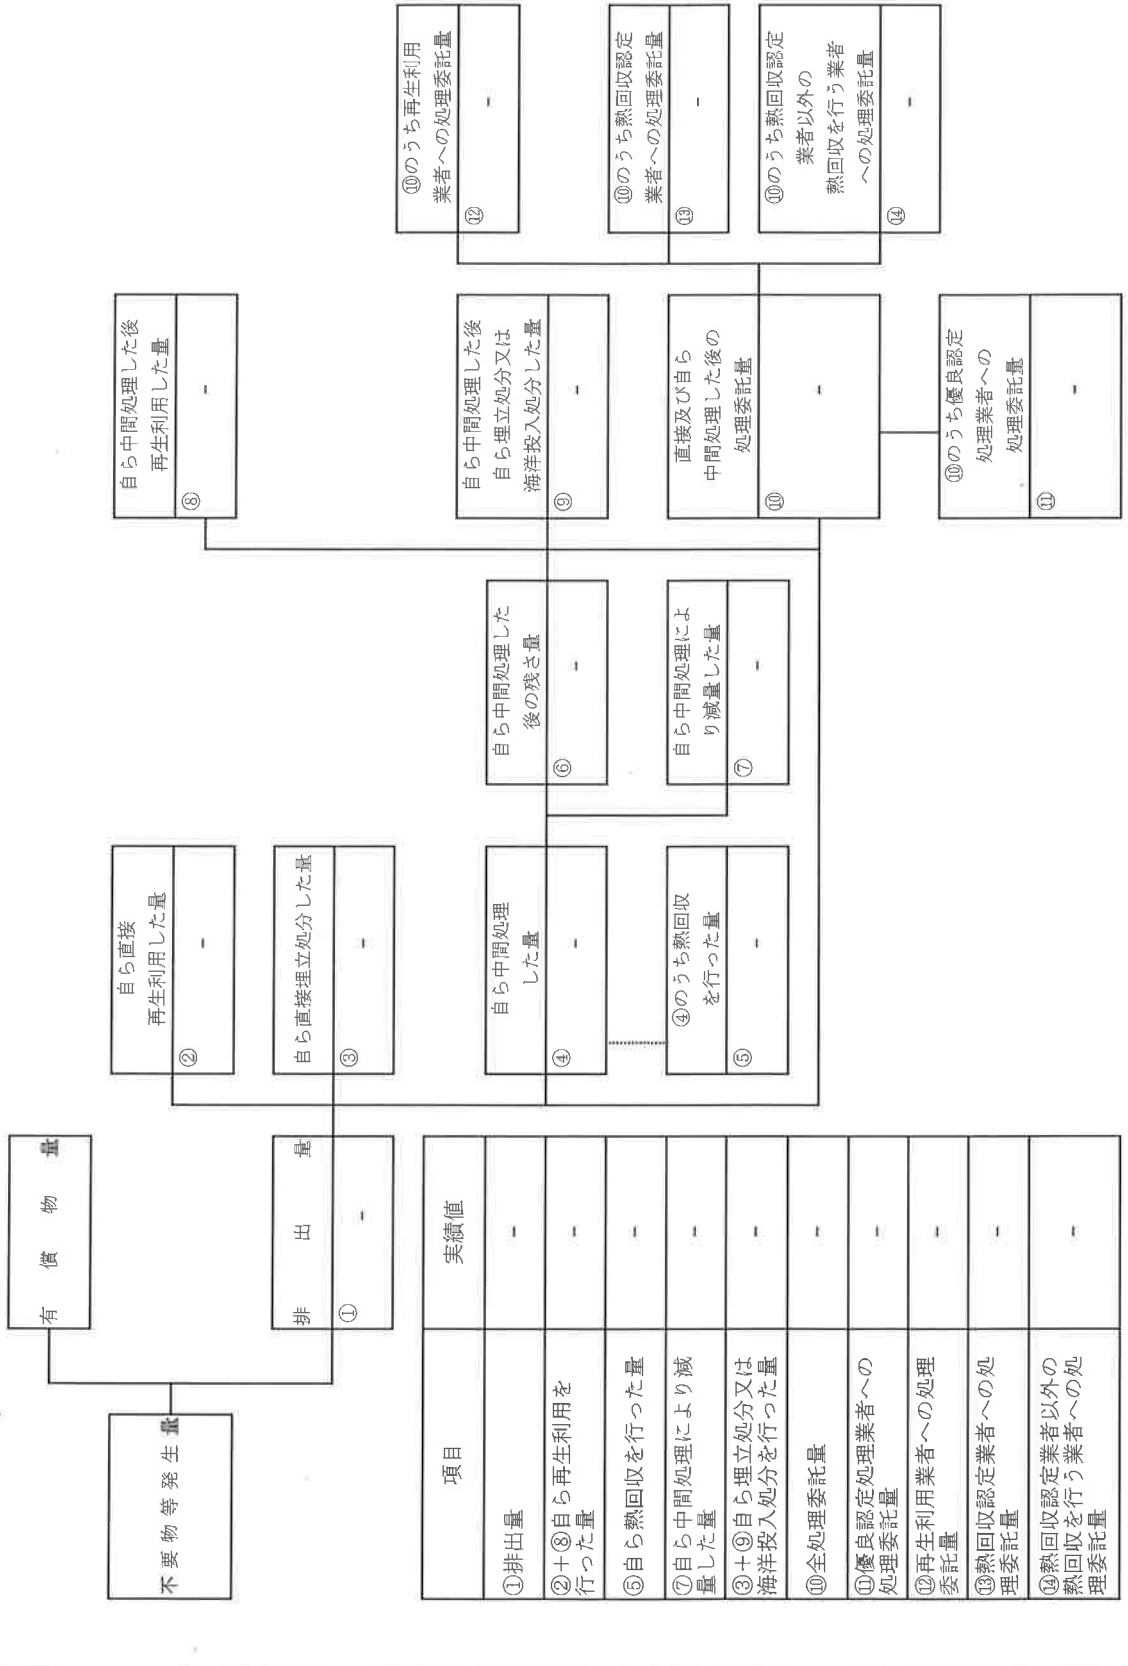 不要物等発生量
有償物量
排出量
①
-
自ら直接
再生利用した量
②
-
自ら直接埋立処分した量
③
-
自ら中間処理
した量
④
-
④のうち熱回収
を行った量
⑤
-
自ら中間処理した
後の残さ量
⑥
-
自ら中間処理によ
り減量した量
⑦
-
自ら中間処理した後
再生利用した量
⑧
-
自ら中間処理した後
自ら埋立処分又は
海洋投入処分した量
⑨
-
直接及び自ら
中間処理した後の
処理委託量
⑩
-
⑩のうち優良認定
処理業者への
処理委託量
⑪
-
⑩のうち再生利用
業者への処理委託量
⑫
-
⑩のうち熱回収認定
業者への処理委託量
⑬
-
⑩のうち熱回収認定
業者以外の
熱回収を行う業者
への処理委託量
⑭
-
項目 実績値
①排出量 -
②+⑧自ら再生利用を
行った量 -
⑤自ら熱回収を行った量 -
⑦自ら中間処理により減
量した量 -
③+⑨自ら埋立処分又は
海洋投入処分を行った量 -
⑩全処理委託量 -
⑪優良認定処理業者への
処理委託量 -
⑫再生利用業者への処理
委託量 -
⑬熱回収認定業者への処
理委託量 -
⑭熱回収認定業者以外の
熱回収を行う業者への処
理委託量 -